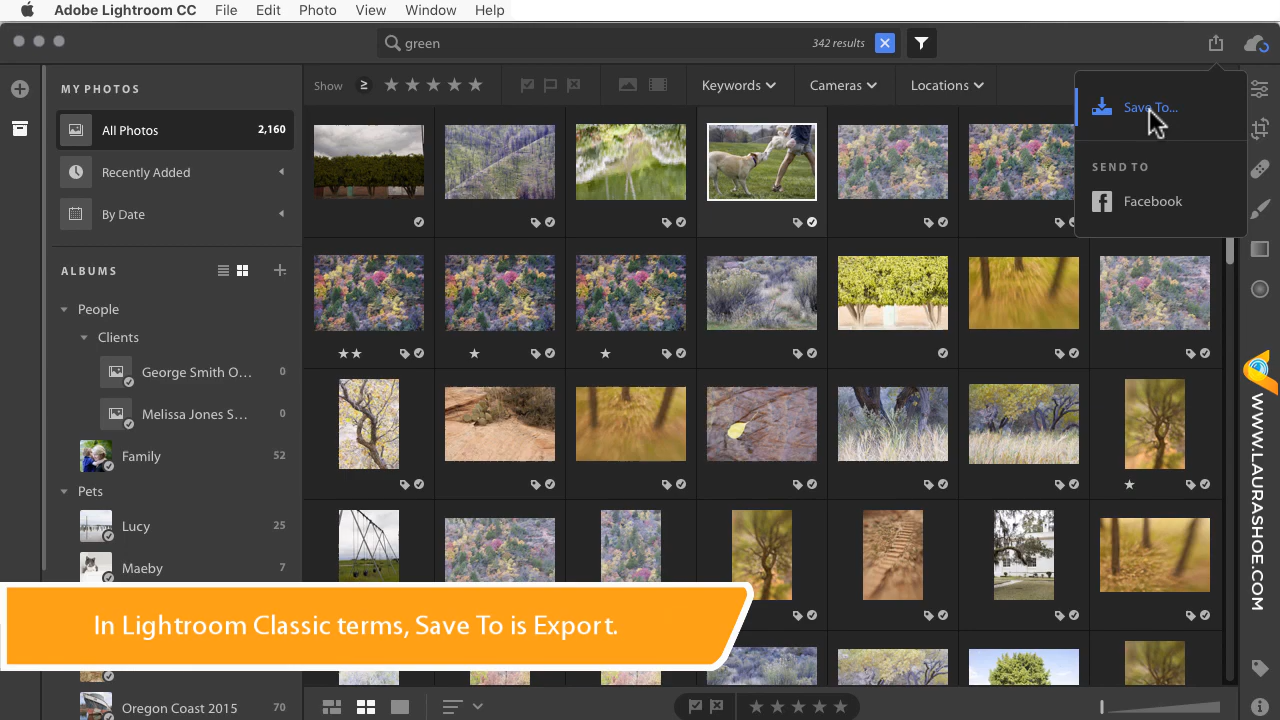 Adobe Lightroom CC File Edit Photo View Window Help
green 342 results
MY PHOTOS
Show ≥ ★ ★ ★ ★ ★ Keywords Cameras Locations
Save To...
SEND TO
Facebook
All Photos 2,160
Recently Added
By Date
ALBUMS
People
Clients
George Smith O...
0
Melissa Jones S...
0
Family 52
Pets
Lucy 25
Maeby 7
Oregon Coast 2015 70
In Lightroom Classic terms, Save To is Export.
WWW.LAURASHOE.COM